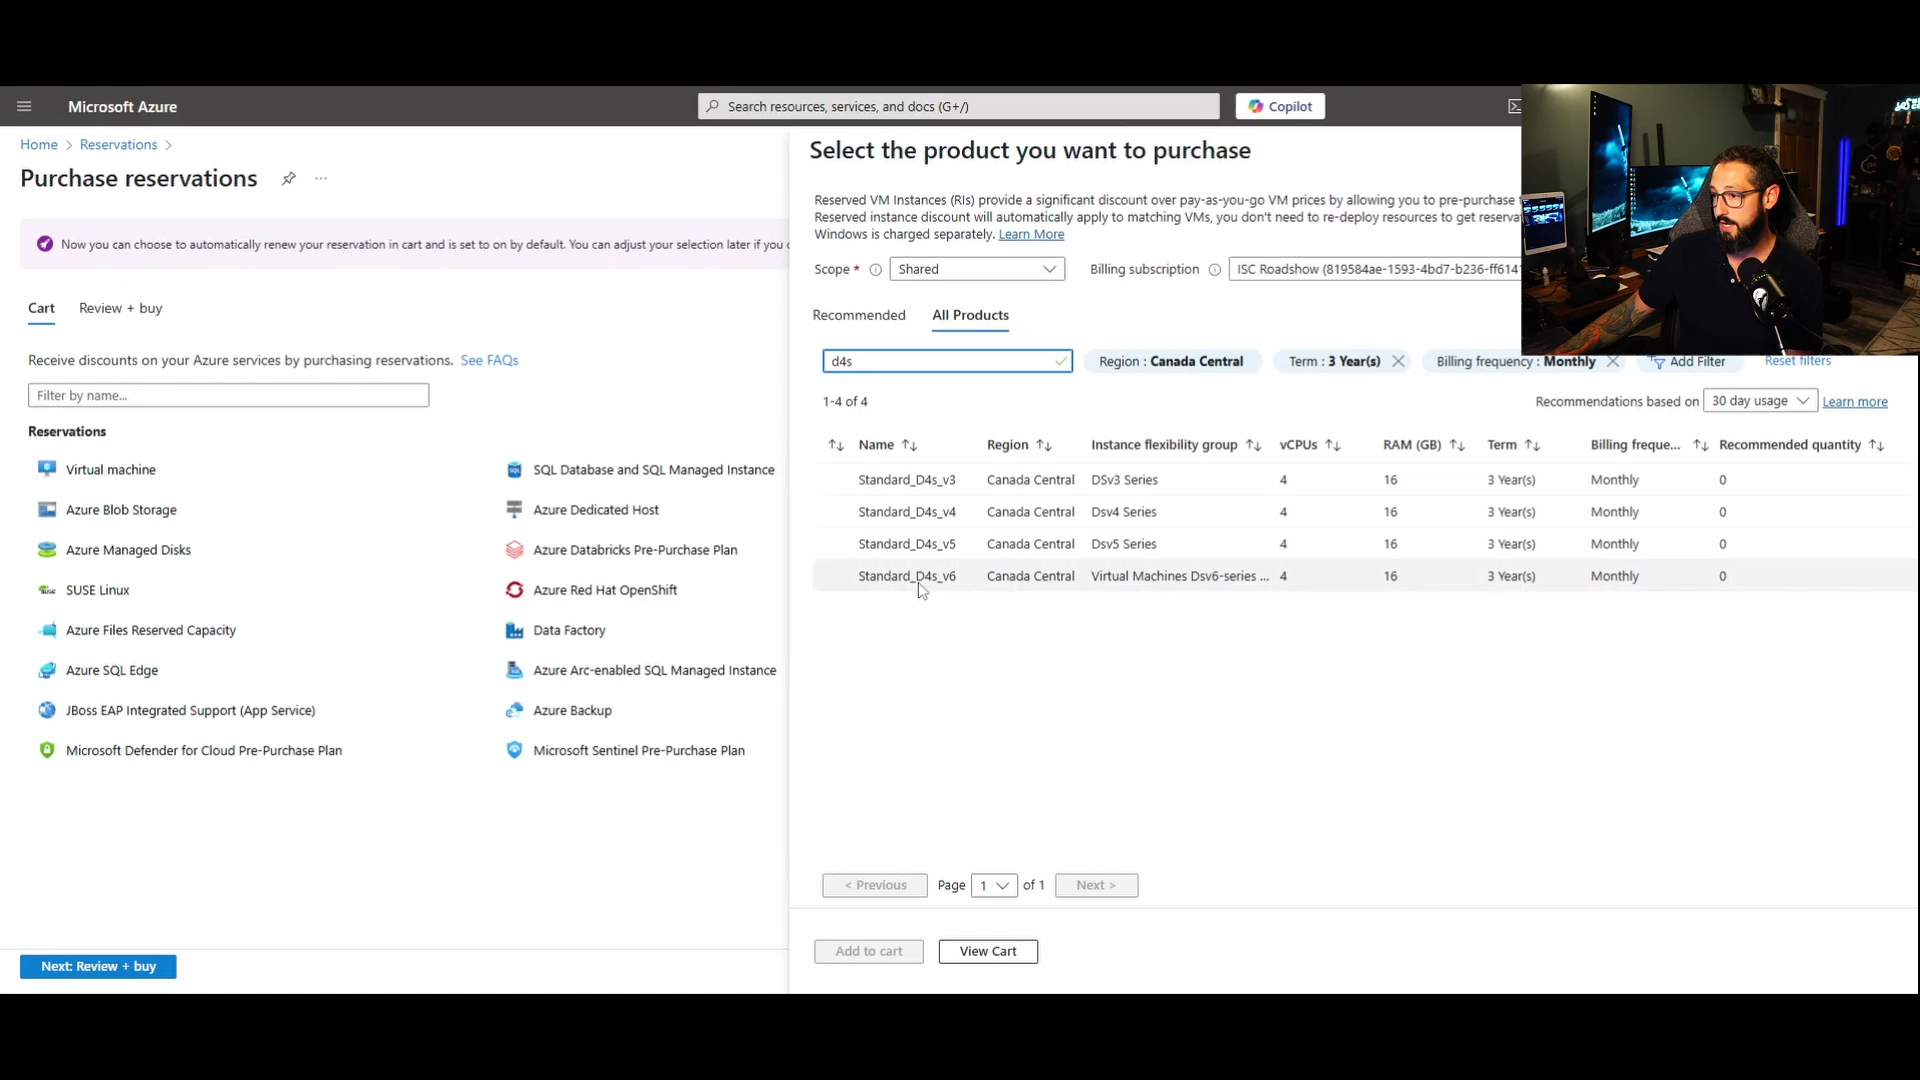 Microsoft Azure
Search resources, services, and docs (G+/)
Copilot
Home > Reservations >
Purchase reservations
Now you can choose to automatically renew your reservation in cart and is set to on by default. You can adjust your selection later if you
Cart
Review + buy
Receive discounts on your Azure services by purchasing reservations. See FAQs
Filter by name...
Reservations
Virtual machine
SQL Database and SQL Managed Instance
Azure Blob Storage
Azure Dedicated Host
Azure Managed Disks
Azure Databricks Pre-Purchase Plan
SUSE Linux
Azure Red Hat OpenShift
Azure Files Reserved Capacity
Data Factory
Azure SQL Edge
Azure Arc-enabled SQL Managed Instance
JBoss EAP Integrated Support (App Service)
Azure Backup
Microsoft Defender for Cloud Pre-Purchase Plan
Microsoft Sentinel Pre-Purchase Plan
Next: Review + buy
Select the product you want to purchase
Reserved VM Instances (RIs) provide a significant discount over pay-as-you-go VM prices by allowing you to pre-purchase
Reserved instance discount will automatically apply to matching VMs, you don't need to re-deploy resources to get
Windows is charged separately. Learn More
Scope * Shared
Billing subscription ISC Roadshow (819584ae-1593-4bd7-b236-ff614
Recommended
All Products
d4s
Region : Canada Central
Term : 3 Year(s)
Billing frequency : Monthly
Add Filter
Reset filters
1-4 of 4
Recommendations based on 30 day usage Learn more
Name Region Instance flexibility group vCPUs RAM (GB) Term Billing freque... Recommended quantity
Standard_D4s_v3 Canada Central DSv3 Series 4 16 3 Year(s) Monthly 0
Standard_D4s_v4 Canada Central Dsv4 Series 4 16 3 Year(s) Monthly 0
Standard_D4s_v5 Canada Central Dsv5 Series 4 16 3 Year(s) Monthly 0
Standard_D4s_v6 Canada Central Virtual Machines Dsv6-series ... 4 16 3 Year(s) Monthly 0
< Previous Page 1 of 1 Next >
Add to cart
View Cart